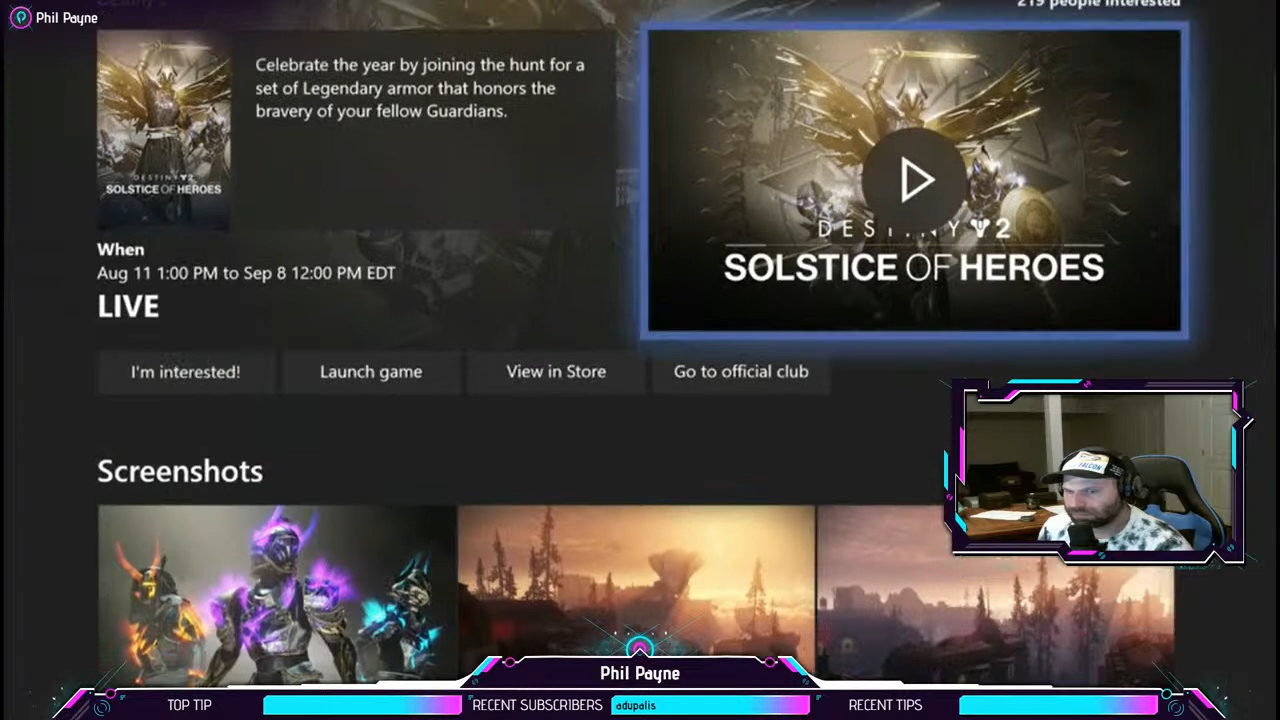 Phil Payne
219 people interested
Celebrate the year by joining the hunt for a
set of Legendary armor that honors the
bravery of your fellow Guardians.
DESTINY 2
SOLSTICE OF HEROES
DESTINY 2
SOLSTICE OF HEROES
When
Aug 11 1:00 PM to Sep 8 12:00 PM EDT
LIVE
I'm interested!
Launch game
View in Store
Go to official club
Screenshots
FALCON
Phil Payne
TOP TIP
RECENT SUBSCRIBERS
adupalis
RECENT TIPS